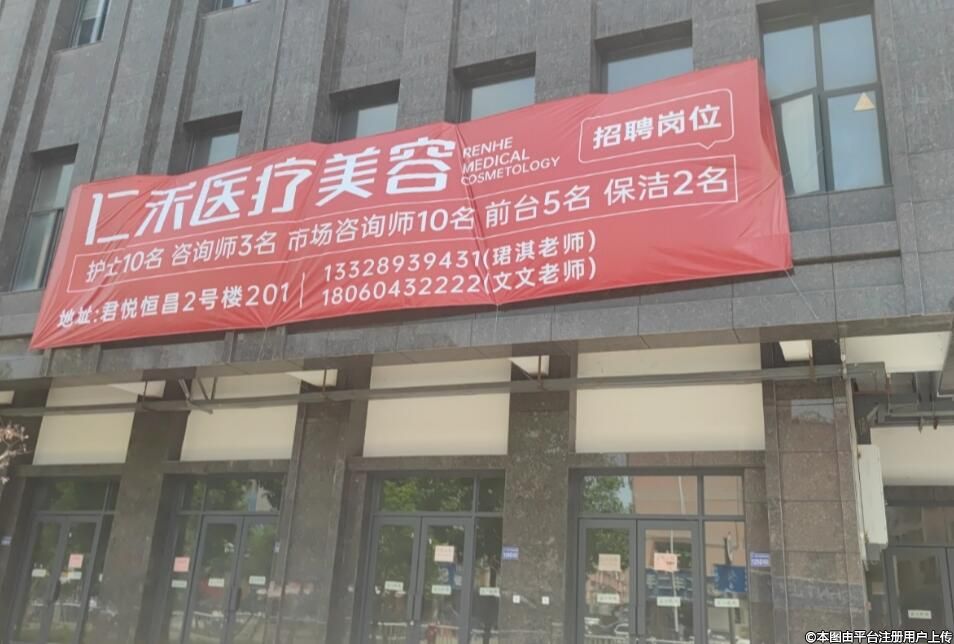 仁禾医疗美容
RENHE
MEDICAL
COSMETOLOGY
招聘岗位
护士10名 咨询师3名 市场咨询师10名 前台5名 保洁2名
地址:君悦恒昌2号楼201
13328939431(珺淇老师)
18060432222(文文老师)
©本图由平台注册用户上传